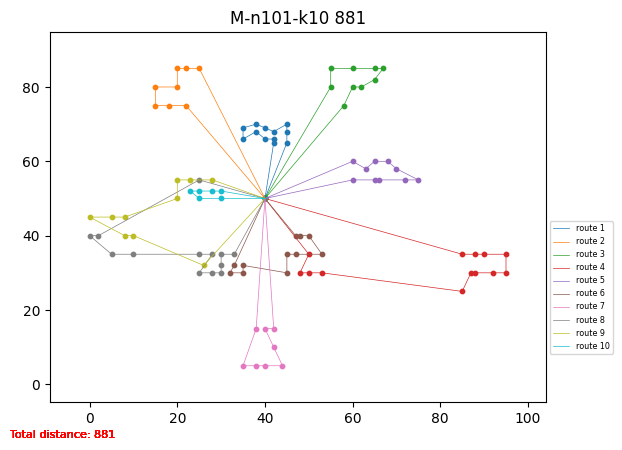 M-n101-k10 881
80
60
40
20
0
0 20 40 60 80 100
route 1
route 2
route 3
route 4
route 5
route 6
route 7
route 8
route 9
route 10
Total distance: 881